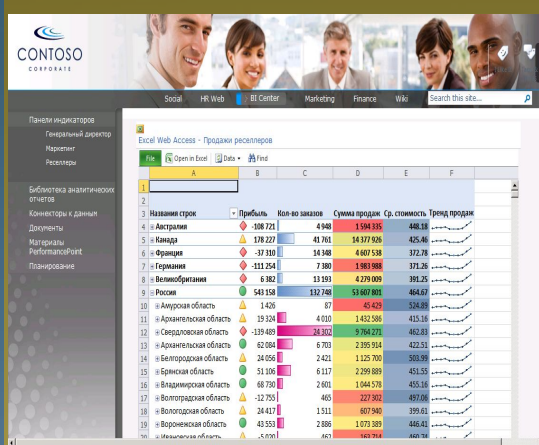 CONTOSO
CORPORATE
Social HR Web BI Center Marketing Finance Wiki Search this site...
Панели индикаторов
Генеральный директор
Маркетинг
Реселлеры
Библиотека аналитических отчетов
Коннекторы к данным
Документы
Материалы PerformancePoint
Планирование
Excel Web Access - Продажи реселлеров
File Open in Excel Data Find
A B C D E F
1
2
3 Названия строк Прибыль Кол-во заказов Сумма продаж Ср. стоимость Тренд продаж
4 Австралия -108 721 4 948 1 594 335 448.18
5 Канада 178 227 41 761 14 377 926 425.46
6 Франция -37 310 14 348 4 607 538 372.78
7 Германия -111 254 7 380 1 983 988 371.26
8 Великобритания 6 382 13 193 4 279 009 391.25
9 Россия 543 158 132 748 53 607 801 464.67
10 Амурская область 1 426 87 45 429 524.89
11 Архангельская область 19 324 4 010 1 432 586 415.16
12 Свердловская область -139 489 24 302 9 764 271 462.83
13 Архангельская область 62 084 6 703 2 395 914 422.51
14 Белгородская область 24 056 2 421 1 125 700 503.99
15 Брянская область 51 106 6 117 2 299 889 451.55
16 Владимирская область 68 730 2 601 1 044 578 455.16
17 Волгоградская область -12 755 465 227 302 497.06
18 Вологодская область 24 417 1 511 607 940 399.61
19 Воронежская область 43 553 2 886 1 073 389 446.41
20 Ивановская область -5 020 462 163 714 460.74